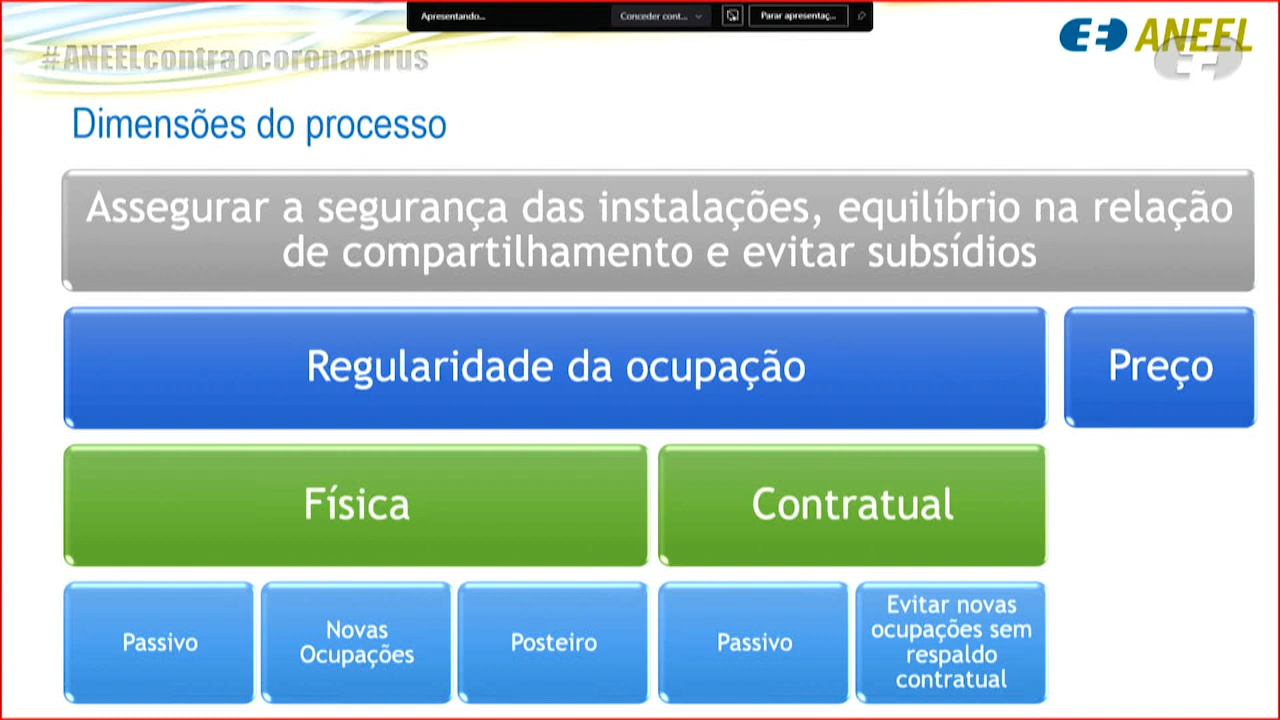 Apresentando...
Conceder cont...
Parar apresentaç...
#ANEELcontraocoronavirus
ANEEL
Dimensões do processo
Assegurar a segurança das instalações, equilíbrio na relação
de compartilhamento e evitar subsídios
Regularidade da ocupação
Preço
Física
Contratual
Passivo
Novas
Ocupações
Posteiro
Passivo
Evitar novas
ocupações sem
respaldo
contratual